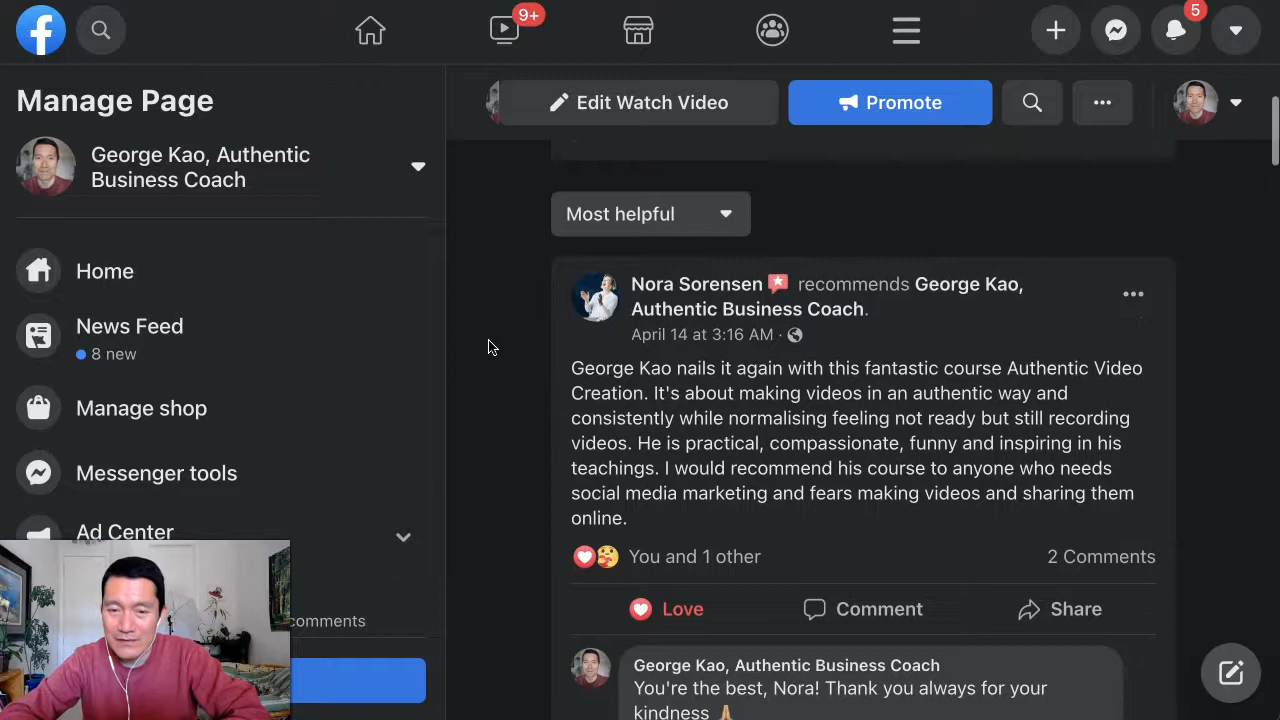 9+
5
Manage Page
Edit Watch Video
Promote
George Kao, Authentic
Business Coach
Most helpful
Home
News Feed
8 new
Manage shop
Messenger tools
Ad Center
comments
Nora Sorensen recommends George Kao,
Authentic Business Coach.
April 14 at 3:16 AM ·
George Kao nails it again with this fantastic course Authentic Video
Creation. It's about making videos in an authentic way and
consistently while normalising feeling not ready but still recording
videos. He is practical, compassionate, funny and inspiring in his
teachings. I would recommend his course to anyone who needs
social media marketing and fears making videos and sharing them
online.
You and 1 other
2 Comments
Love
Comment
Share
George Kao, Authentic Business Coach
You're the best, Nora! Thank you always for your
kindness 🙏🏼